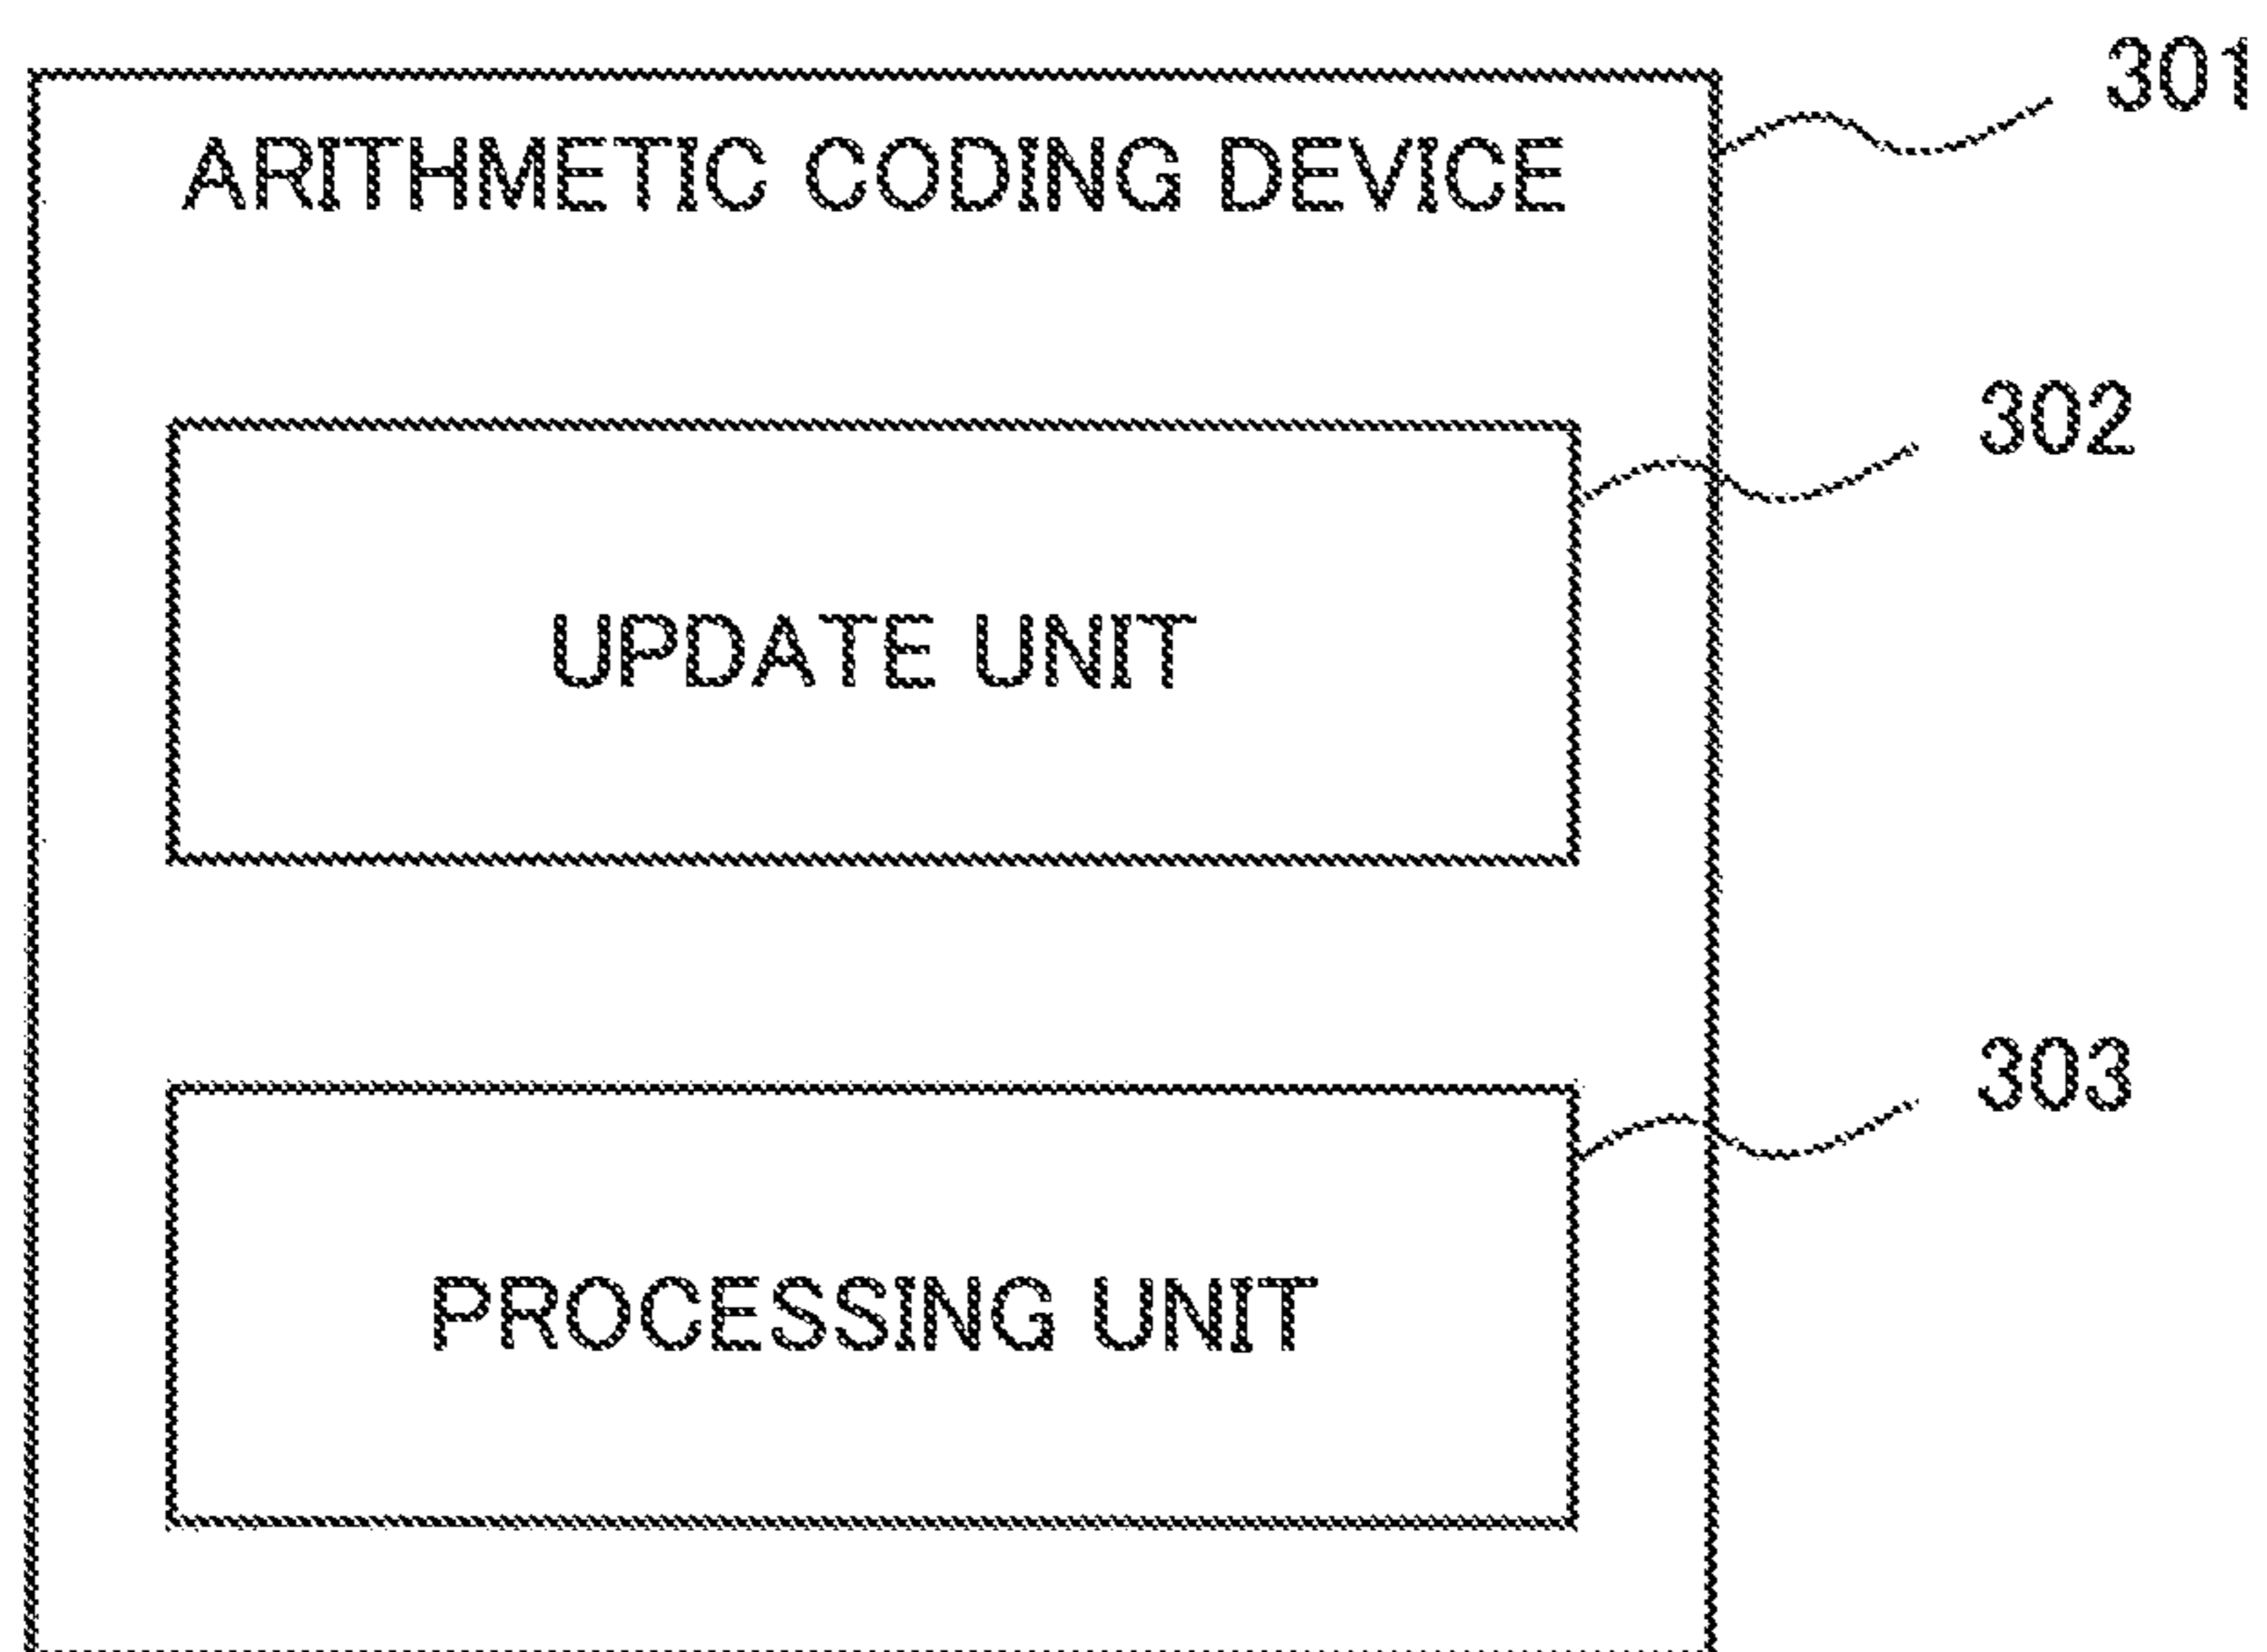 301
ARITHMETIC CODING DEVICE
302
UPDATE UNIT
303
PROCESSING UNIT